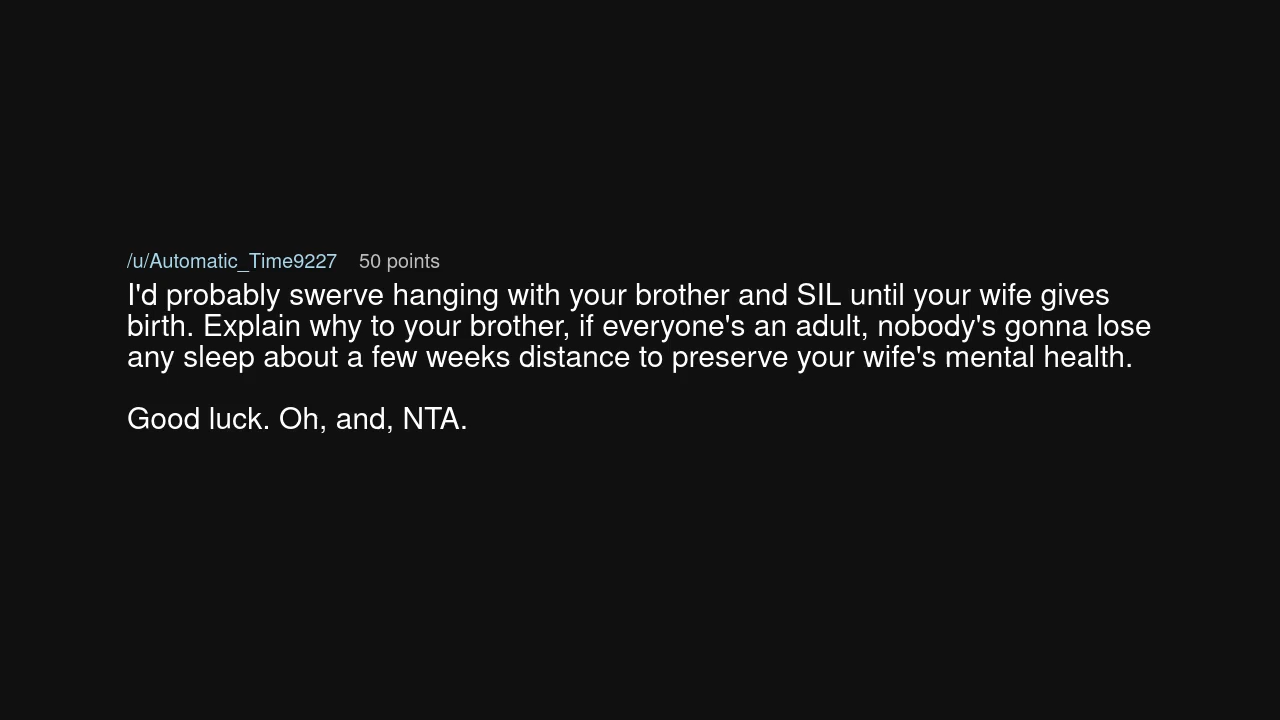 /u/Automatic_Time9227 50 points
I'd probably swerve hanging with your brother and SIL until your wife gives
birth. Explain why to your brother, if everyone's an adult, nobody's gonna lose
any sleep about a few weeks distance to preserve your wife's mental health.
Good luck. Oh, and, NTA.